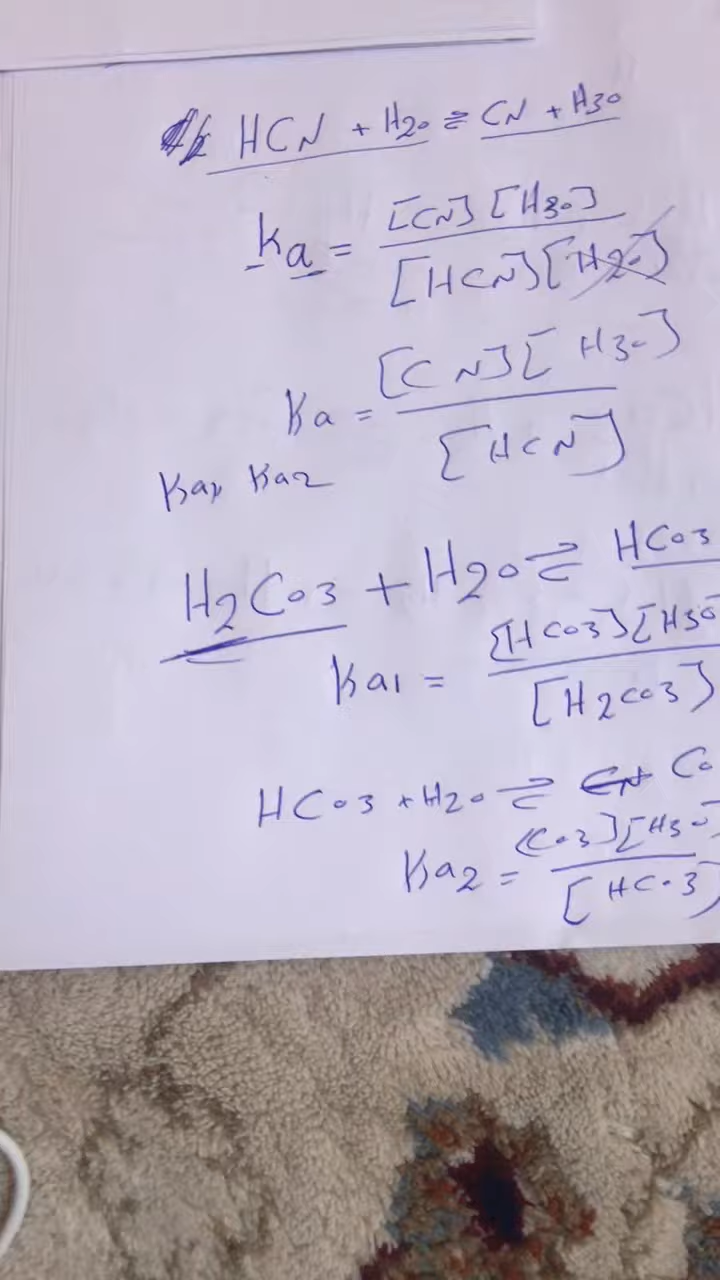 HCN + H2O ⇌ CN + H3O
Ka = [CN] [H3O] / [HCN] [H2O]
Ka = [CN] [H3O] / [HCN]
Ka1, Ka2
H2CO3 + H2O ⇌ HCO3
Ka1 = [HCO3] [H3O / [H2CO3]
HCO3 + H2O ⇌ CN CO
Ka2 = [CO3] [H3O] / [HCO3]